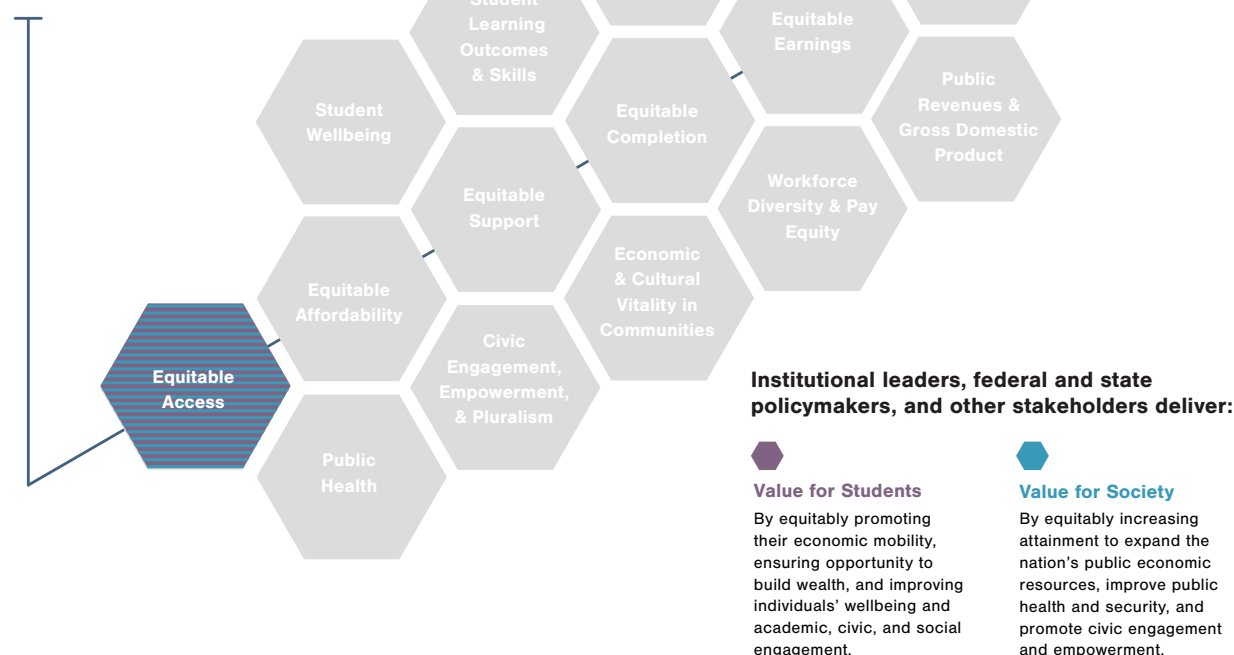 Student
Learning
Outcomes
& Skills
Equitable
Earnings
Student
Wellbeing
Equitable
Completion
Public
Revenues &
Gross Domestic
Product
Equitable
Support
Workforce
Diversity & Pay
Equity
Equitable
Affordability
Economic
& Cultural
Vitality in
Communities
Equitable
Access
Civic
Engagement,
Empowerment,
& Pluralism
Public
Health
Institutional leaders, federal and state
policymakers, and other stakeholders deliver:
Value for Students
By equitably promoting
their economic mobility,
ensuring opportunity to
build wealth, and improving
individuals’ wellbeing and
academic, civic, and social
engagement.
Value for Society
By equitably increasing
attainment to expand the
nation’s public economic
resources, improve public
health and security, and
promote civic engagement
and empowerment.